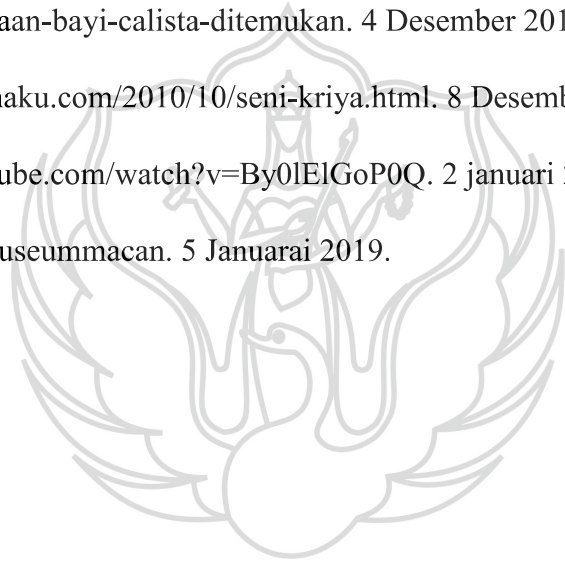 aan-bayi-calista-ditemukan. 4 Desember 201
naku.com/2010/10/seni-kriya.html. 8 Desemb
ube.com/watch?v=By0lElGoP0Q. 2 januari
useummacan. 5 Januarai 2019.